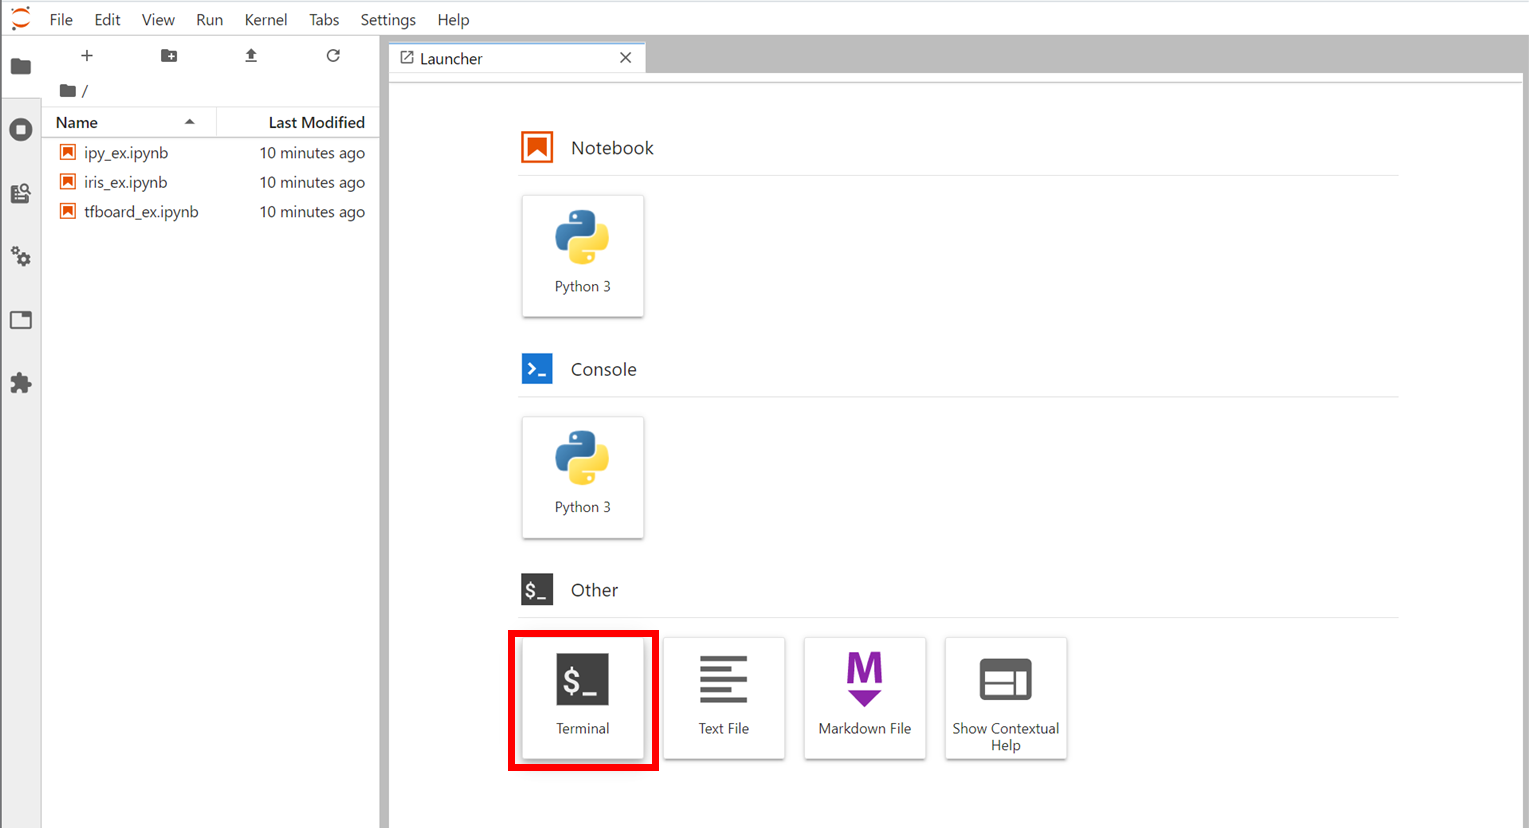 File Edit View Run Kernel Tabs Settings Help
Launcher
/
Name Last Modified
ipy_ex.ipynb 10 minutes ago
iris_ex.ipynb 10 minutes ago
tfboard_ex.ipynb 10 minutes ago
Notebook
Python 3
Console
Python 3
$_ Other
$_
Terminal
Text File
M
Markdown File
Show Contextual
Help